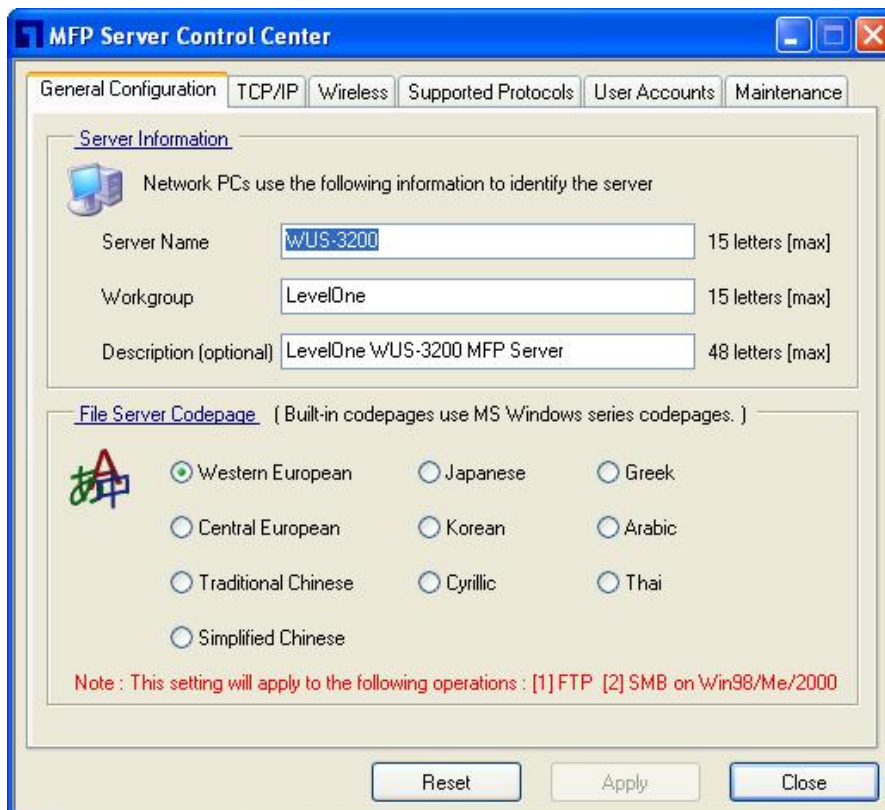 MFP Server Control Center
General Configuration TCP/IP Wireless Supported Protocols User Accounts Maintenance
Server Information
Network PCs use the following information to identify the server
Server Name WUS-3200 15 letters [max]
Workgroup LevelOne 15 letters [max]
Description (optional) LevelOne WUS-3200 MFP Server 48 letters [max]
File Server Codepage ( Built-in codepages use MS Windows series codepages. )
あ A 中
Western European Japanese Greek
Central European Korean Arabic
Traditional Chinese Cyrillic Thai
Simplified Chinese
Note : This setting will apply to the following operations : [1] FTP [2] SMB on Win98/Me/2000
Reset Apply Close